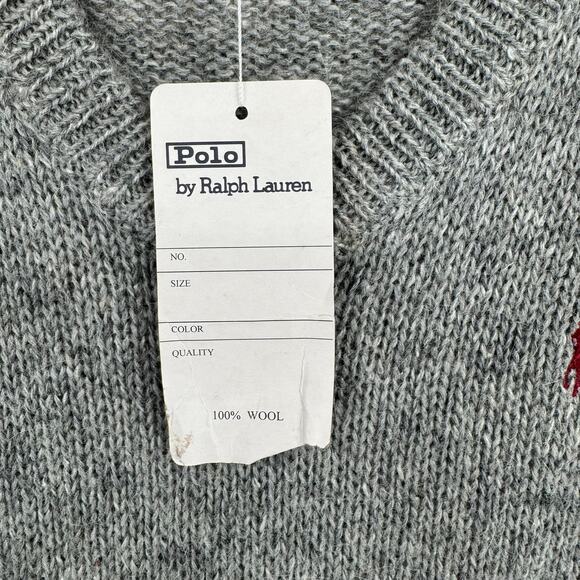 Polo
by Ralph Lauren
NO.
SIZE
COLOR
QUALITY
100% WOOL